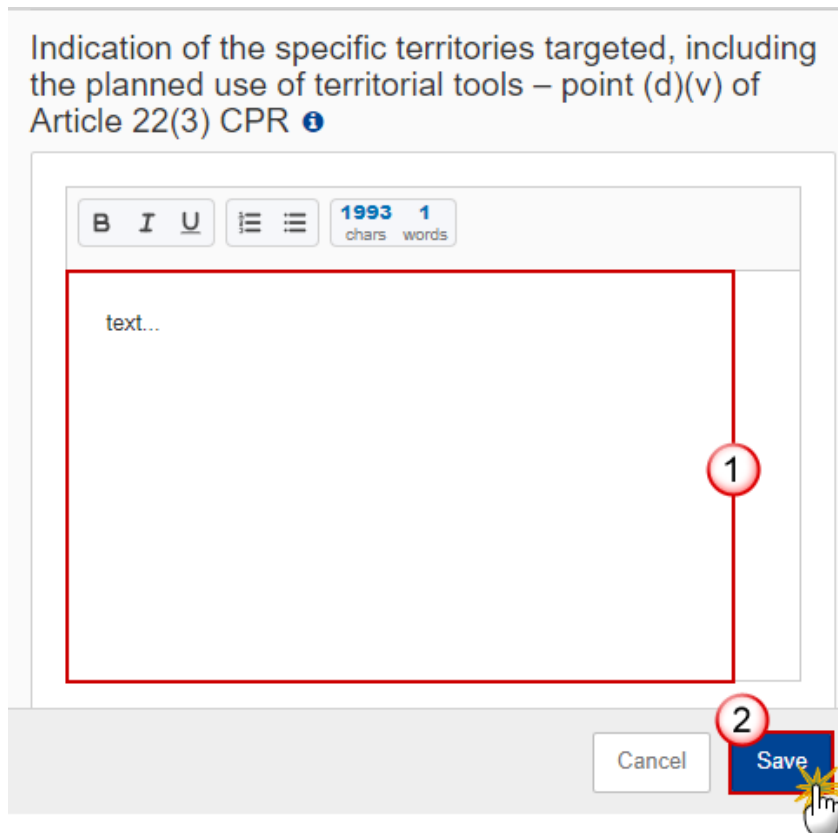 Indication of the specific territories targeted, including
the planned use of territorial tools – point (d)(v) of
Article 22(3) CPR
B I U 1993 1
chars words
text...
1
2
Cancel Save